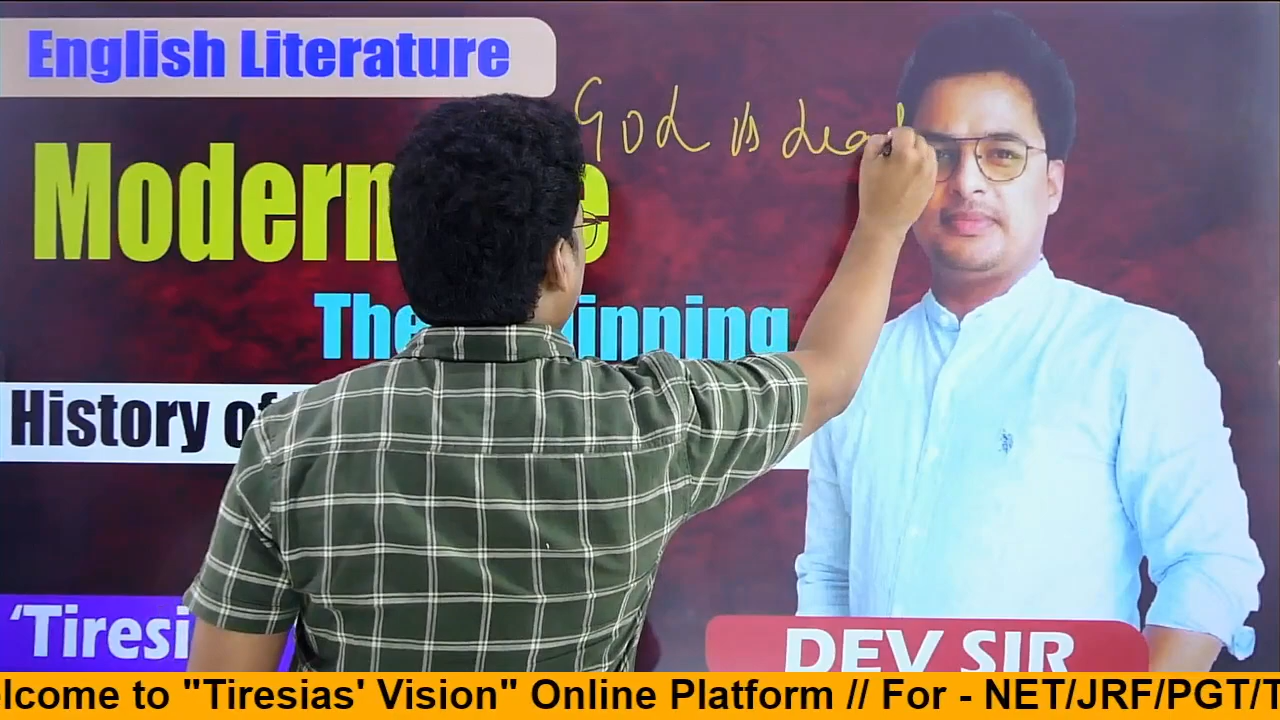 English Literature
God is dead
Modern
The
inning
History of
‘Tiresi
DEV SIR
elcome to "Tiresias' Vision" Online Platform // For - NET/JRF/PGT/T